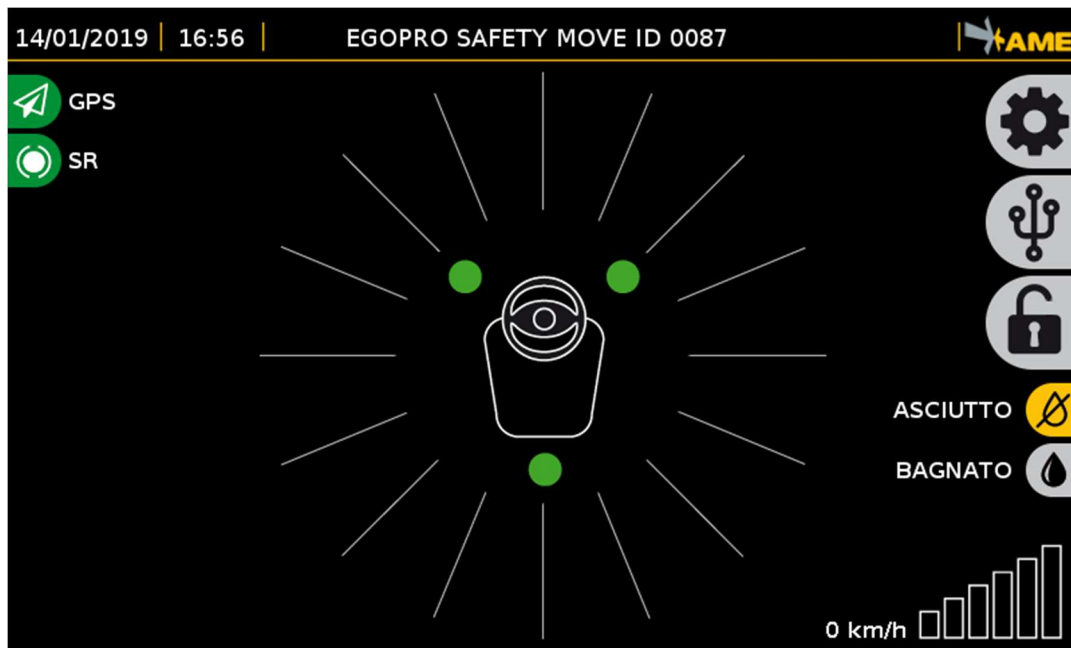 14/01/2019 16:56 EGOPRO SAFETY MOVE ID 0087 AME
GPS
SR
ASCIUTTO
BAGNATO
0 km/h